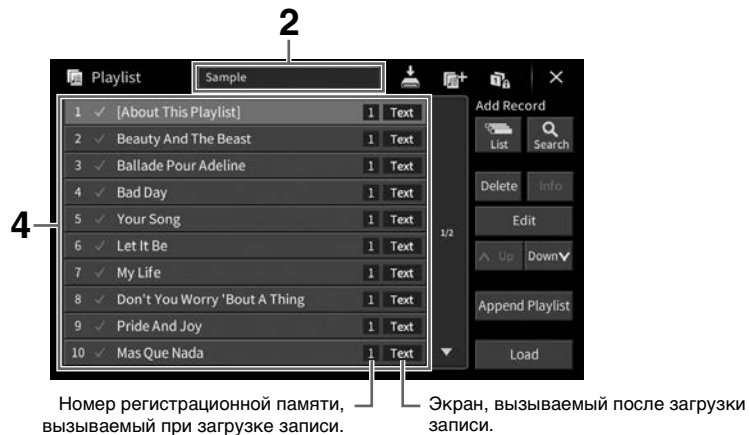 2
Playlist
Sample
Add Record
1 ✓ [About This Playlist] 1 Text
2 ✓ Beauty And The Beast 1 Text
3 ✓ Ballade Pour Adeline 1 Text
4 ✓ Bad Day 1 Text
5 ✓ Your Song 1 Text
6 ✓ Let It Be 1 Text
7 ✓ My Life 1 Text
8 ✓ Don't You Worry 'Bout A Thing 1 Text
9 ✓ Pride And Joy 1 Text
10 ✓ Mas Que Nada 1 Text
4
1/2
List
Search
Delete
Info
Edit
Up
Down
Append Playlist
Load
Номер регистрационной памяти,
вызываемый при загрузке записи.
Экран, вызываемый после загрузки
записи.